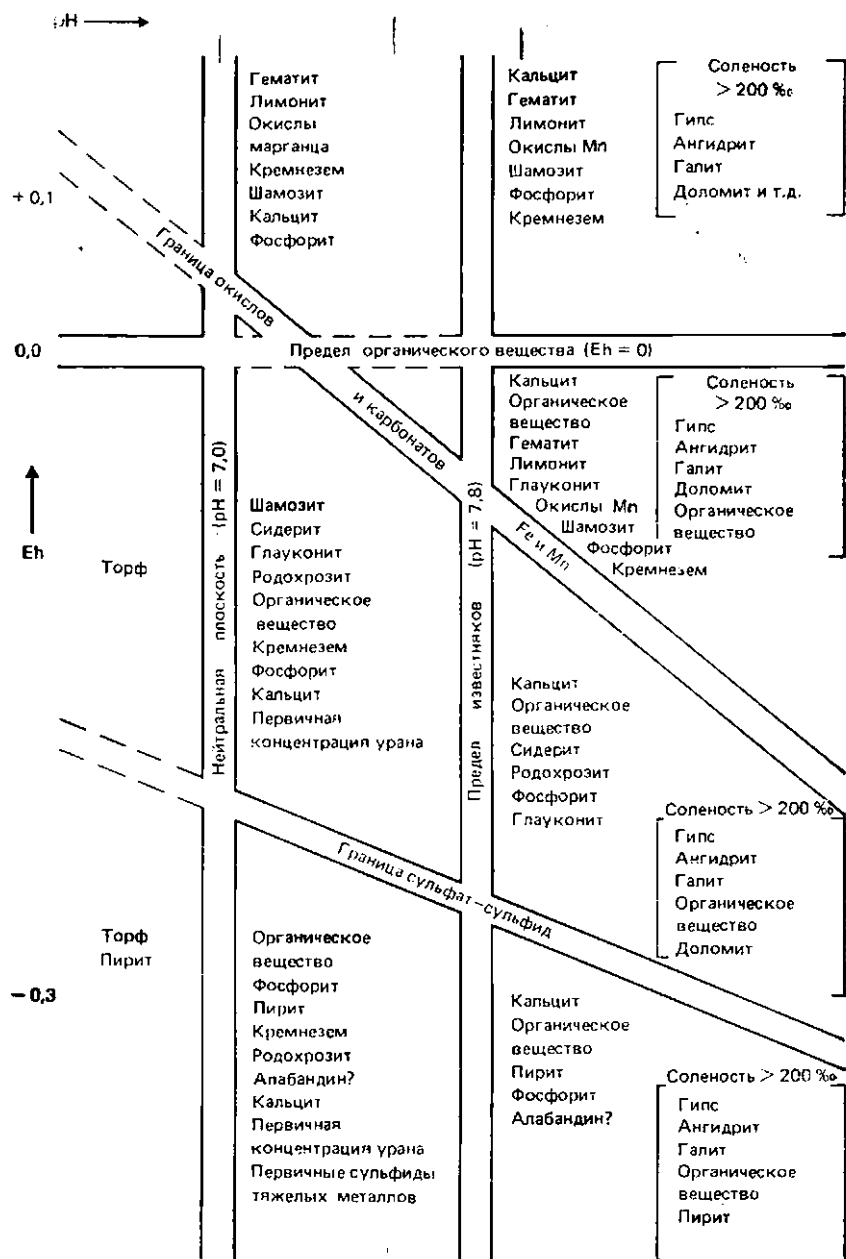 pH
Гематит
Лимонит
Окислы
марганца
Кремнезем
Шамозит
Кальцит
Фосфорит
Кальцит
Гематит
Лимонит
Окислы Mn
Шамозит
Фосфорит
Кремнезем
Соленость
> 200 ‰
Гипс
Ангидрит
Галит
Доломит и т.д.
+ 0,1
Граница окислов
и карбонатов
Fe и Mn
0,0
Предел органического вещества (Eh = 0)
Eh
Торф
Нейтральная плоскость (pH = 7,0)
Шамозит
Сидерит
Глауконит
Родохрозит
Органическое
вещество
Кремнезем
Фосфорит
Кальцит
Первичная
концентрация урана
Предел известняков (pH = 7,8)
Кальцит
Органическое
вещество
Гематит
Лимонит
Глауконит
Окислы Mn
Шамозит
Фосфорит
Кремнезем
Соленость
> 200 ‰
Гипс
Ангидрит
Галит
Доломит
Органическое
вещество
Кальцит
Органическое
вещество
Сидерит
Родохрозит
Фосфорит
Глауконит
Соленость > 200 ‰
Гипс
Ангидрит
Галит
Органическое
вещество
Доломит
Граница сульфат–сульфид
Торф
Пирит
– 0,3
Органическое
вещество
Фосфорит
Пирит
Кремнезем
Родохрозит
Алабандин?
Кальцит
Первичная
концентрация урана
Первичные сульфиды
тяжелых металлов
Кальцит
Органическое
вещество
Пирит
Фосфорит
Алабандин?
Соленость > 200 ‰
Гипс
Ангидрит
Галит
Органическое
вещество
Пирит